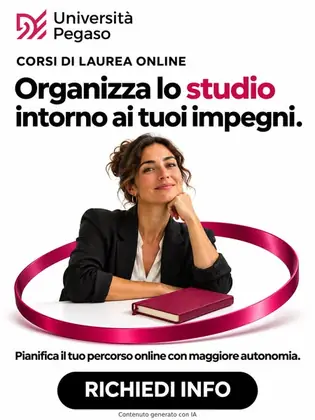 Università
Pegaso
CORSI DI LAUREA ONLINE
Organizza lo studio
intorno ai tuoi impegni.
Pianifica il tuo percorso online con maggiore autonomia.
RICHIEDI INFO
Contenuto generato con IA